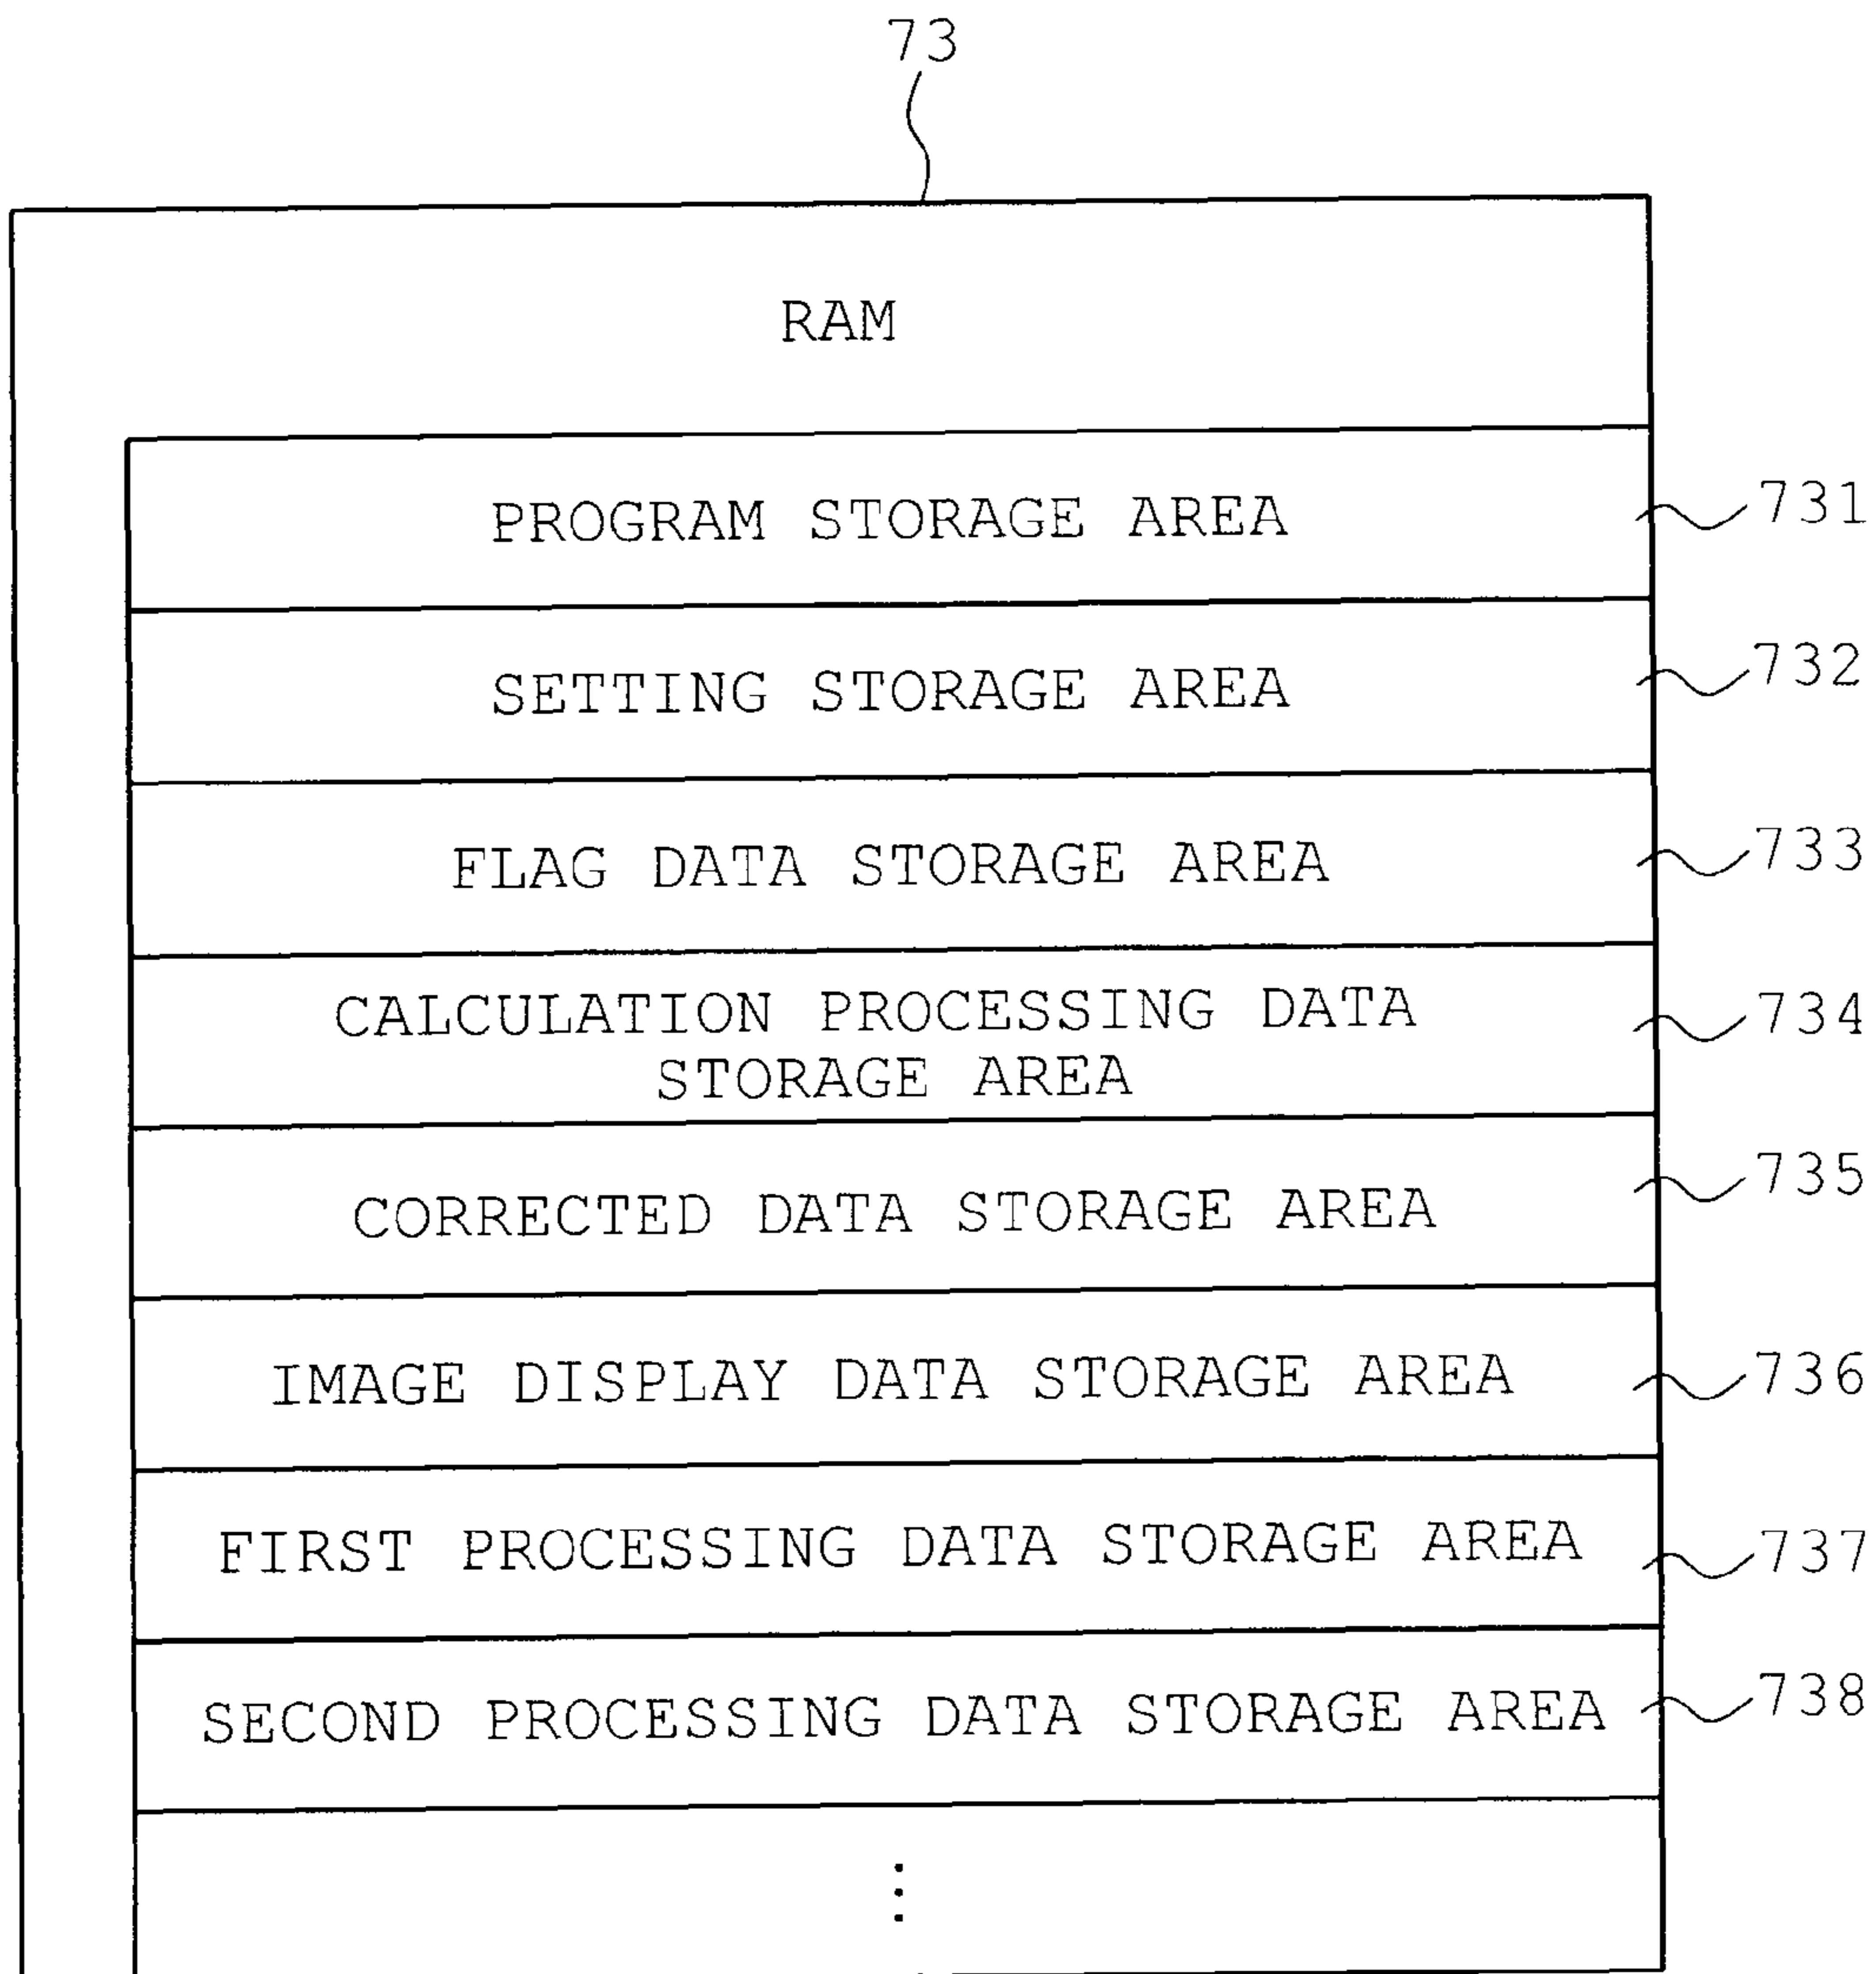 73
RAM
PROGRAM STORAGE AREA 731
SETTING STORAGE AREA 732
FLAG DATA STORAGE AREA 733
CALCULATION PROCESSING DATA
STORAGE AREA 734
CORRECTED DATA STORAGE AREA 735
IMAGE DISPLAY DATA STORAGE AREA 736
FIRST PROCESSING DATA STORAGE AREA 737
SECOND PROCESSING DATA STORAGE AREA 738
⋮